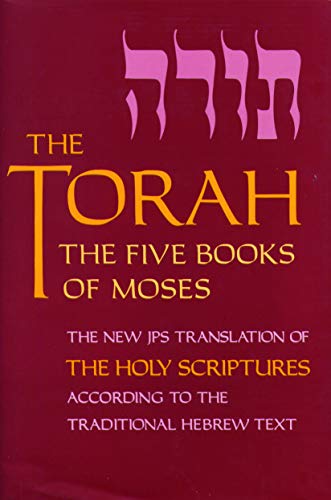 תורה
THE
TORAH
THE FIVE BOOKS
OF MOSES
THE NEW JPS TRANSLATION OF
THE HOLY SCRIPTURES
ACCORDING TO THE
TRADITIONAL HEBREW TEXT